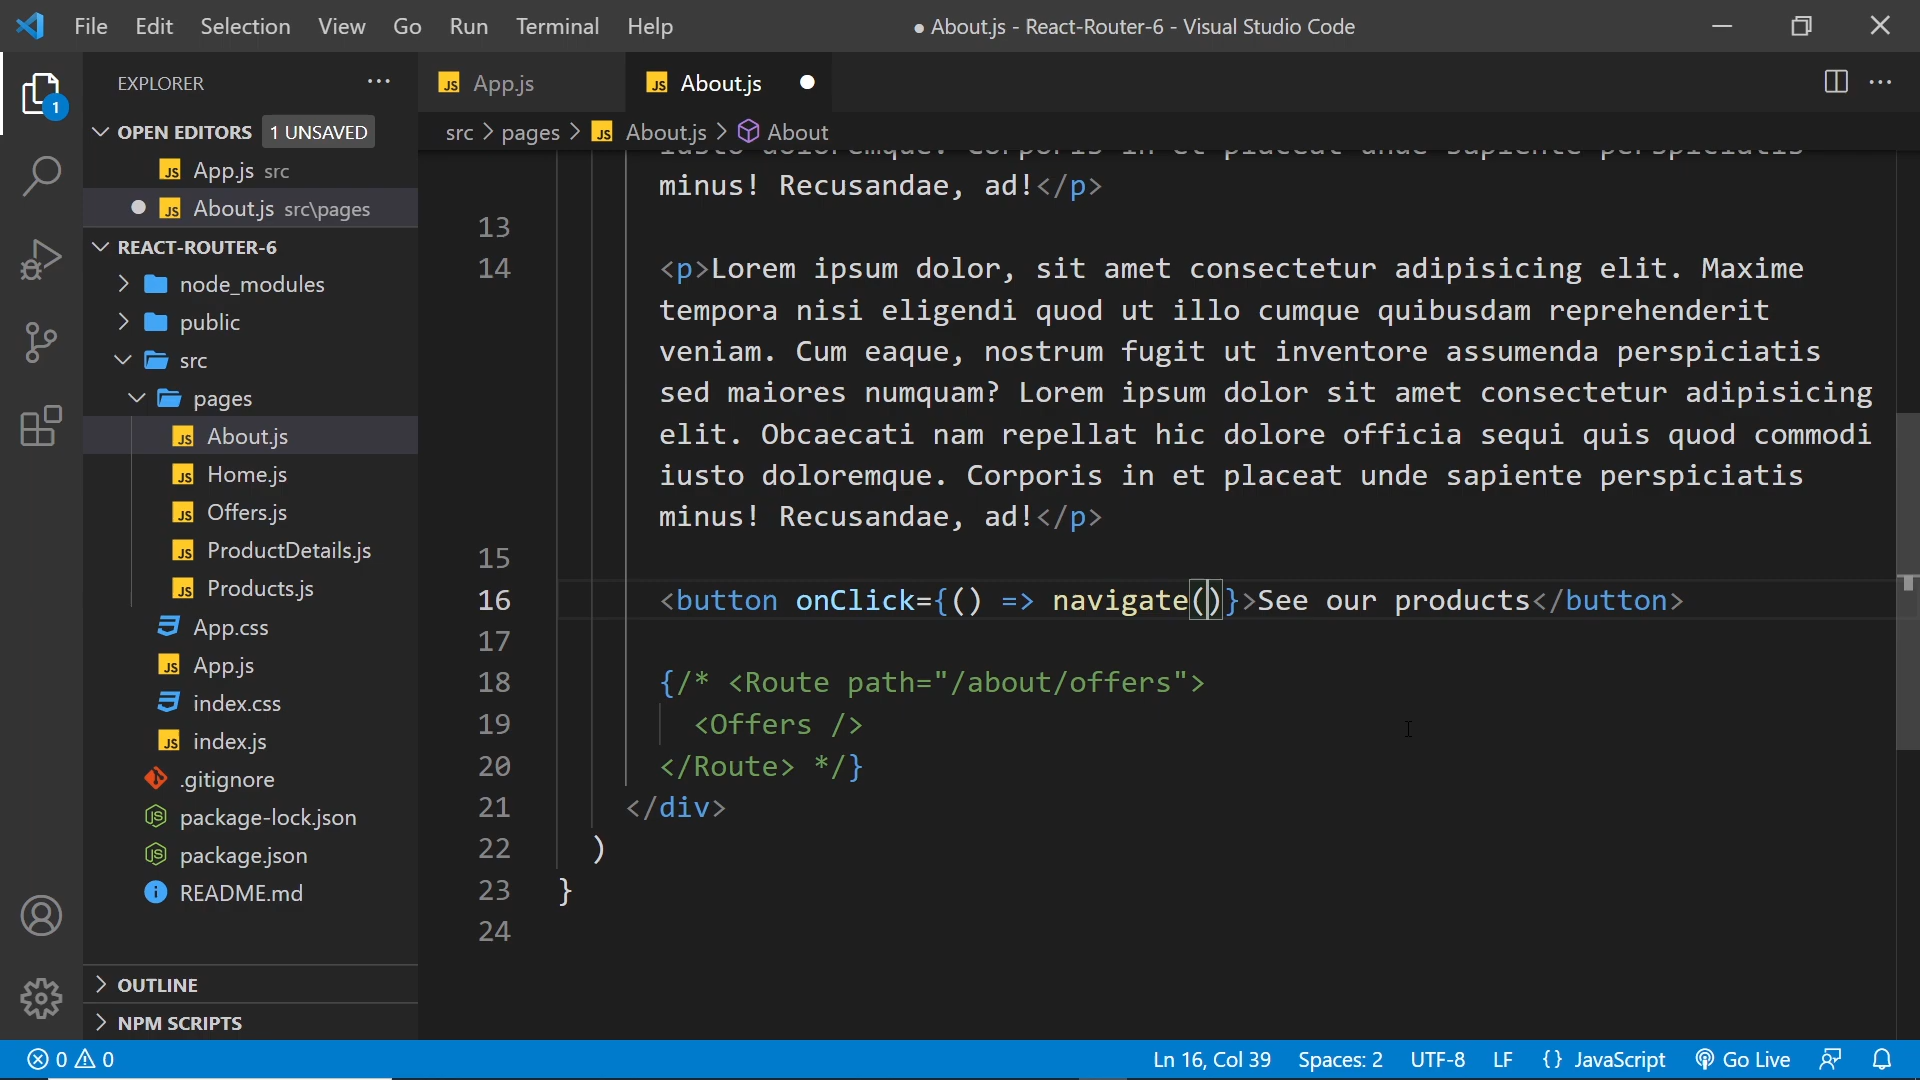 File Edit Selection View Go Run Terminal Help
● About.js - React-Router-6 - Visual Studio Code
EXPLORER
OPEN EDITORS 1 UNSAVED
App.js src
About.js src\pages
REACT-ROUTER-6
node_modules
public
src
pages
About.js
Home.js
Offers.js
ProductDetails.js
Products.js
App.css
App.js
index.css
index.js
.gitignore
package-lock.json
package.json
README.md
OUTLINE
NPM SCRIPTS
1
JS App.js
JS About.js
src > pages > JS About.js > About
iusto doloremque. Corporis in et placeat unde sapiente perspiciatis
minus! Recusandae, ad!</p>
13
14 <p>Lorem ipsum dolor, sit amet consectetur adipisicing elit. Maxime
tempora nisi eligendi quod ut illo cumque quibusdam reprehenderit
veniam. Cum eaque, nostrum fugit ut inventore assumenda perspiciatis
sed maiores numquam? Lorem ipsum dolor sit amet consectetur adipisicing
elit. Obcaecati nam repellat hic dolore officia sequi quis quod commodi
iusto doloremque. Corporis in et placeat unde sapiente perspiciatis
minus! Recusandae, ad!</p>
15
16 <button onClick={() => navigate()}>See our products</button>
17
18 {/* <Route path="/about/offers">
19 <Offers />
20 </Route> */}
21 </div>
22 )
23 }
24
0 0
Ln 16, Col 39 Spaces: 2 UTF-8 LF {} JavaScript Go Live